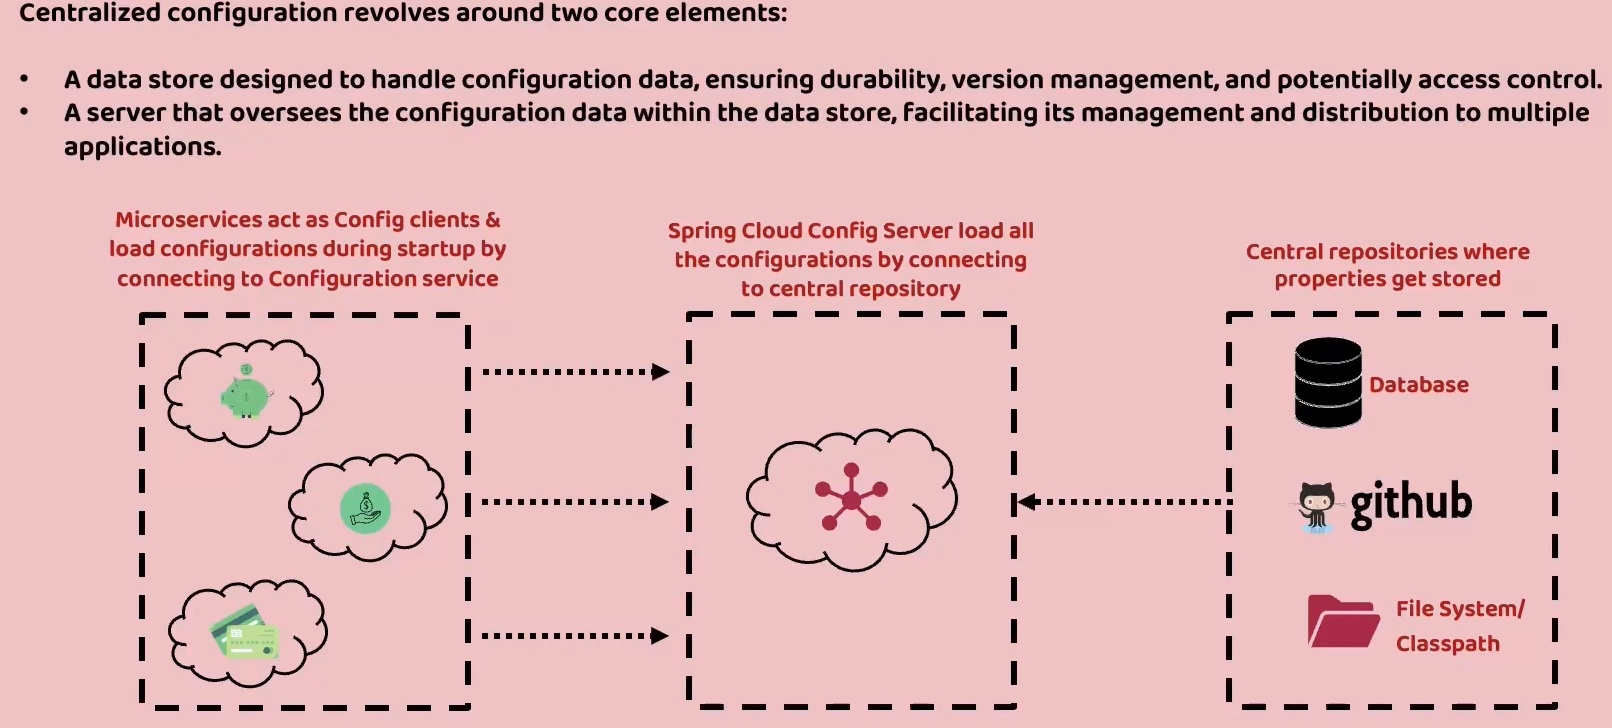 Centralized configuration revolves around two core elements:
• A data store designed to handle configuration data, ensuring durability, version management, and potentially access control.
• A server that oversees the configuration data within the data store, facilitating its management and distribution to multiple
applications.
Microservices act as Config clients &
load configurations during startup by
connecting to Configuration service
Spring Cloud Config Server load all
the configurations by connecting
to central repository
Central repositories where
properties get stored
Database
github
File System/
Classpath